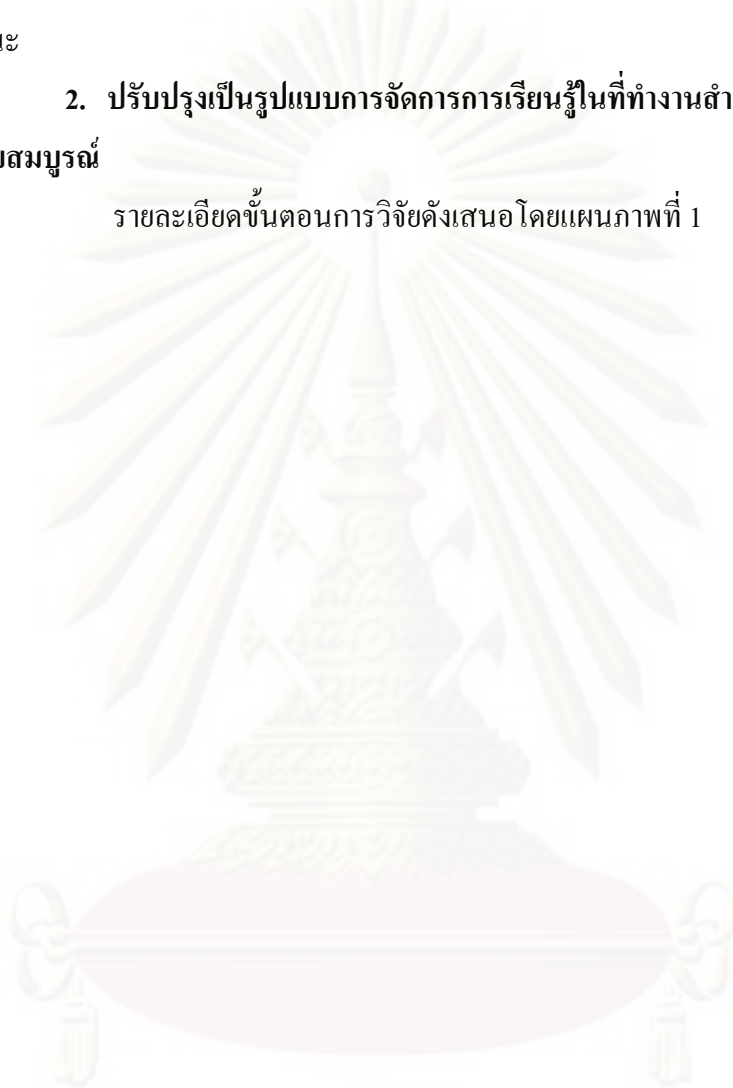 นะ
2. ปรับปรุงเป็นรูปแบบการจัดการการเรียนรู้ในที่ทำงานสำ
บสมบูรณ์
รายละเอียดขั้นตอนการวิจัยดังเสนอโดยแผนภาพที่ 1